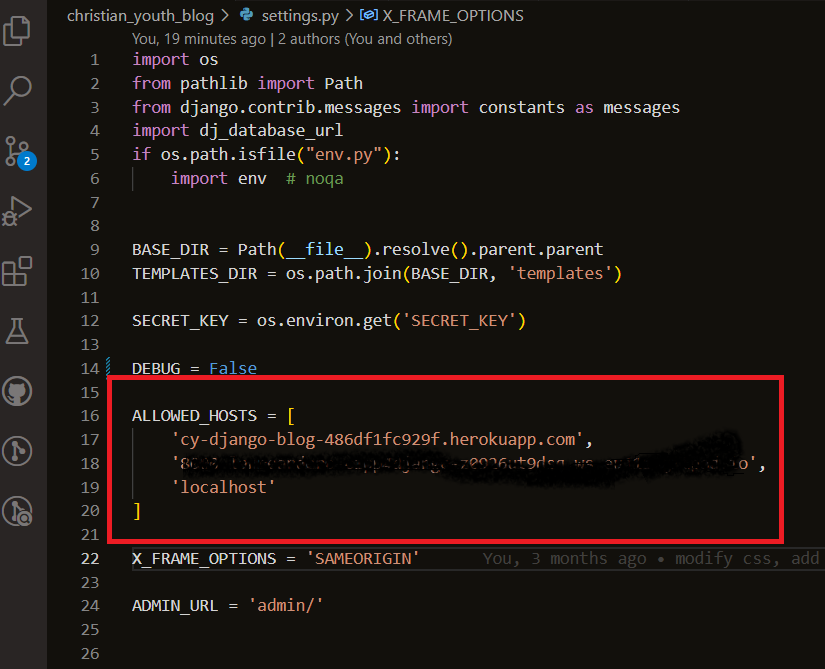 christian_youth_blog > settings.py > X_FRAME_OPTIONS
You, 19 minutes ago | 2 authors (You and others)
1 import os
2 from pathlib import Path
3 from django.contrib.messages import constants as messages
4 import dj_database_url
5 if os.path.isfile("env.py"):
6 import env # noqa
7
8
9 BASE_DIR = Path(__file__).resolve().parent.parent
10 TEMPLATES_DIR = os.path.join(BASE_DIR, 'templates')
11
12 SECRET_KEY = os.environ.get('SECRET_KEY')
13
14 DEBUG = False
15
16 ALLOWED_HOSTS = [
17 'cy-django-blog-486df1fc929f.herokuapp.com',
18
19 'localhost'
20 ]
21
22 X_FRAME_OPTIONS = 'SAMEORIGIN' You, 3 months ago • modify css, add
23
24 ADMIN_URL = 'admin/'
25
26
2